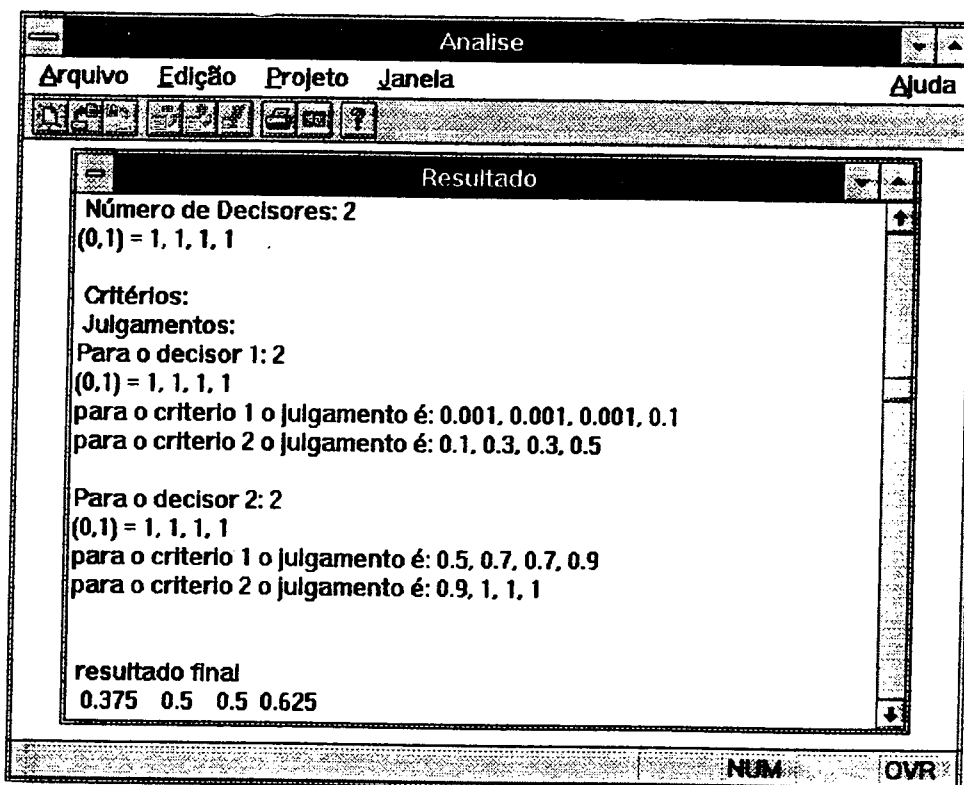 Analise
Arquivo Edição Projeto Janela Ajuda
Resultado
Número de Decisores: 2
(0,1) = 1, 1, 1, 1
Critérios:
Julgamentos:
Para o decisor 1: 2
(0,1) = 1, 1, 1, 1
para o criterio 1 o julgamento é: 0.001, 0.001, 0.001, 0.1
para o criterio 2 o julgamento é: 0.1, 0.3, 0.3, 0.5
Para o decisor 2: 2
(0,1) = 1, 1, 1, 1
para o criterio 1 o julgamento é: 0.5, 0.7, 0.7, 0.9
para o criterio 2 o julgamento é: 0.9, 1, 1, 1
resultado final
0.375 0.5 0.5 0.625
NUM OVR